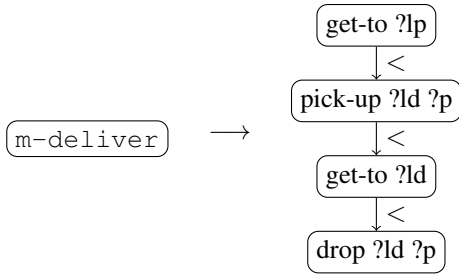 get-to ?lp
<
pick-up ?ld ?p
<
m-deliver
get-to ?ld
<
drop ?ld ?p